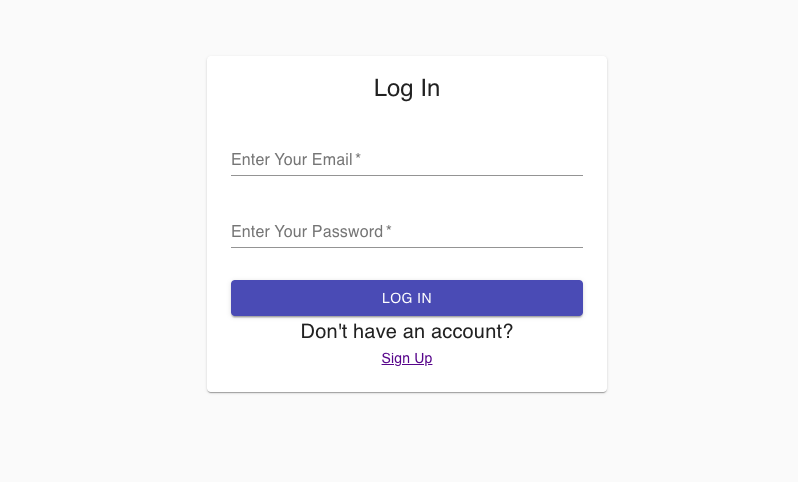 Log In
Enter Your Email *
Enter Your Password *
LOG IN
Don't have an account?
Sign Up